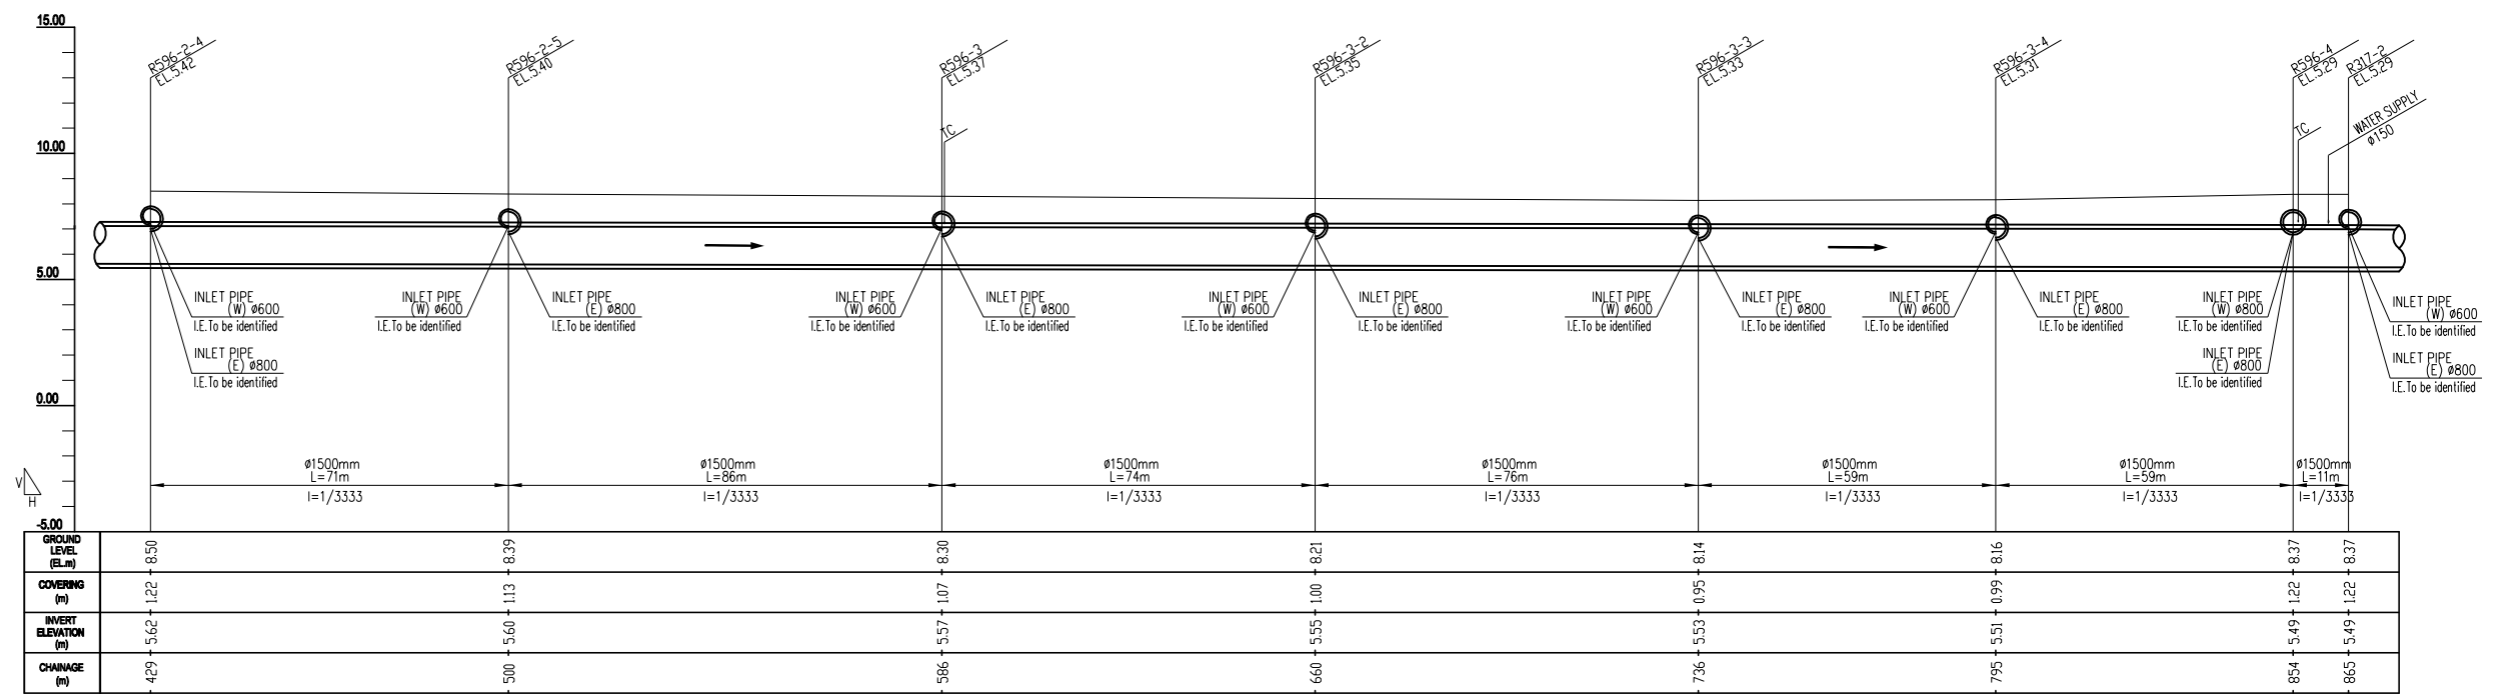 15.00
10.00
5.00
0.00
-5.00
V
H
R596-2-4
EL.5.42
R596-2-5
EL.5.40
R596-3
EL.5.37
TC
R596-3-2
EL.5.35
R596-3-3
EL.5.33
R596-3-4
EL.5.31
R596-4
EL.5.29
R317-2
EL.5.29
TC
WATER SUPPLY
ø150
INLET PIPE
(W) ø600
I.E.To be identified
INLET PIPE
(E) ø800
I.E.To be identified
INLET PIPE
(W) ø600
I.E.To be identified
INLET PIPE
(E) ø800
I.E.To be identified
INLET PIPE
(W) ø600
I.E.To be identified
INLET PIPE
(E) ø800
I.E.To be identified
INLET PIPE
(W) ø600
I.E.To be identified
INLET PIPE
(E) ø800
I.E.To be identified
INLET PIPE
(W) ø600
I.E.To be identified
INLET PIPE
(E) ø800
I.E.To be identified
INLET PIPE
(W) ø600
I.E.To be identified
INLET PIPE
(E) ø800
I.E.To be identified
INLET PIPE
(W) ø800
I.E.To be identified
INLET PIPE
(E) ø800
I.E.To be identified
INLET PIPE
(W) ø600
I.E.To be identified
INLET PIPE
(E) ø800
I.E.To be identified
ø1500mm
L=71m
I=1/3333
ø1500mm
L=86m
I=1/3333
ø1500mm
L=74m
I=1/3333
ø1500mm
L=76m
I=1/3333
ø1500mm
L=59m
I=1/3333
ø1500mm
L=59m
I=1/3333
ø1500mm
L=11m
I=1/3333
GROUND
LEVEL
(EL.m)
8.50 8.39 8.30 8.21 8.14 8.16 8.37 8.37
COVERING
(m)
1.22 1.13 1.07 1.00 0.95 0.99 1.22 1.22
INVERT
ELEVATION
(m)
5.62 5.60 5.57 5.55 5.53 5.51 5.49 5.49
CHAINAGE
(m)
429 500 586 660 736 795 854 865